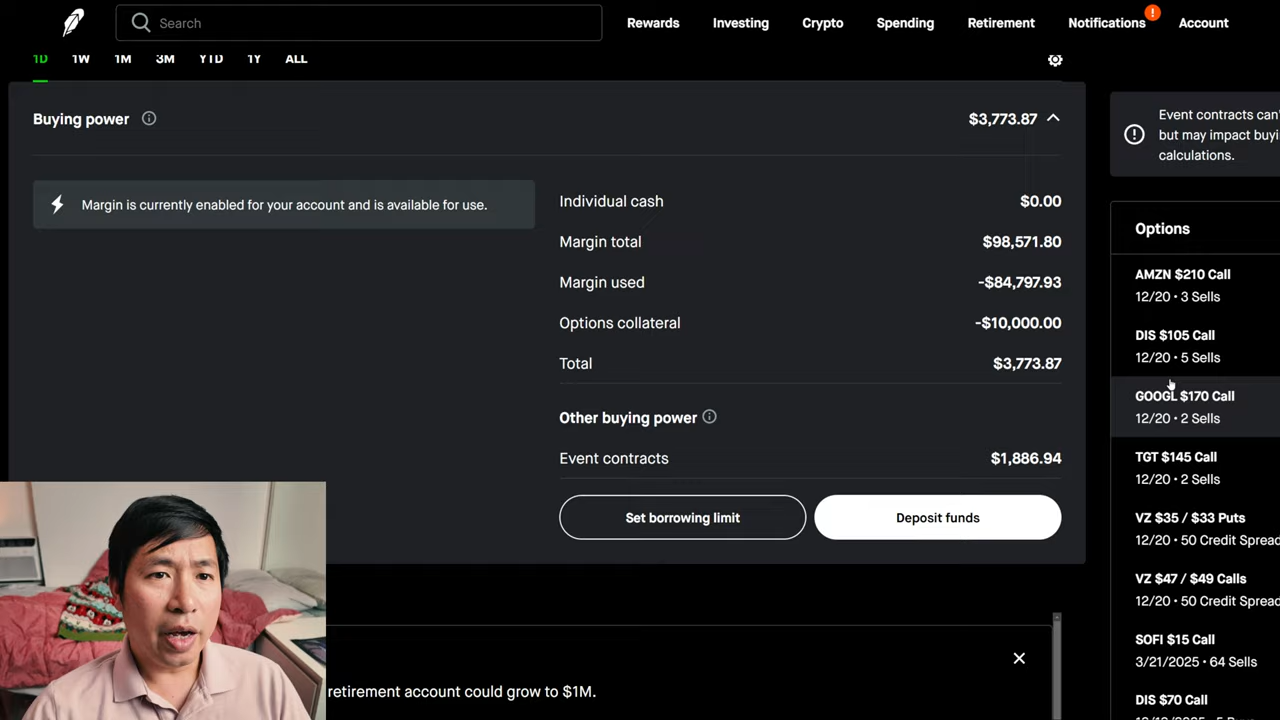 Search
Rewards
Investing
Crypto
Spending
Retirement
Notifications
!
Account
1D
1W
1M
3M
YTD
1Y
ALL
Buying power
$3,773.87
Margin is currently enabled for your account and is available for use.
Individual cash
$0.00
Margin total
$98,571.80
Margin used
-$84,797.93
Options collateral
-$10,000.00
Total
$3,773.87
Other buying power
Event contracts
$1,886.94
Set borrowing limit
Deposit funds
retirement account could grow to $1M.
Event contracts can'
but may impact buyi
calculations.
Options
AMZN $210 Call
12/20 • 3 Sells
DIS $105 Call
12/20 • 5 Sells
GOOGL $170 Call
12/20 • 2 Sells
TGT $145 Call
12/20 • 2 Sells
VZ $35 / $33 Puts
12/20 • 50 Credit Spread
VZ $47 / $49 Calls
12/20 • 50 Credit Spread
SOFI $15 Call
3/21/2025 • 64 Sells
DIS $70 Call